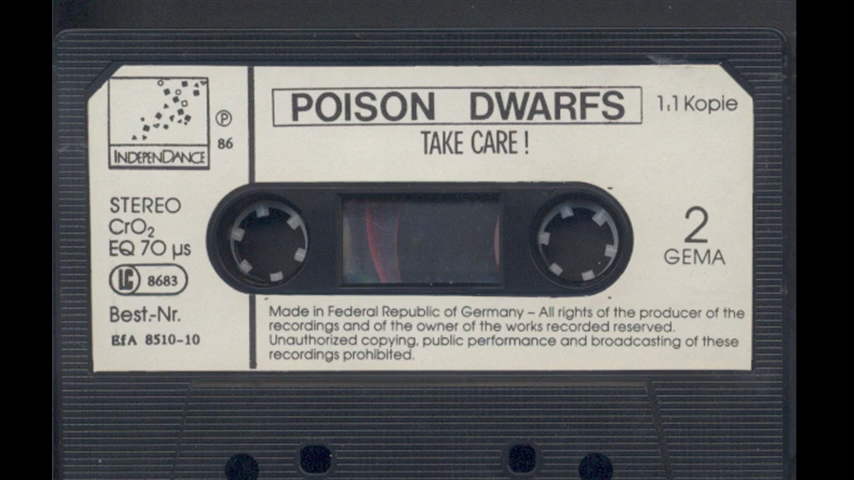 INDEPENDANCE
℗
86
POISON DWARFS
1:1 Kopie
TAKE CARE!
STEREO
CrO₂
EQ 70 µs
LC 8683
Best.-Nr.
EfA 8510-10
2
GEMA
Made in Federal Republic of Germany – All rights of the producer of the
recordings and of the owner of the works recorded reserved.
Unauthorized copying, public performance and broadcasting of these
recordings prohibited.